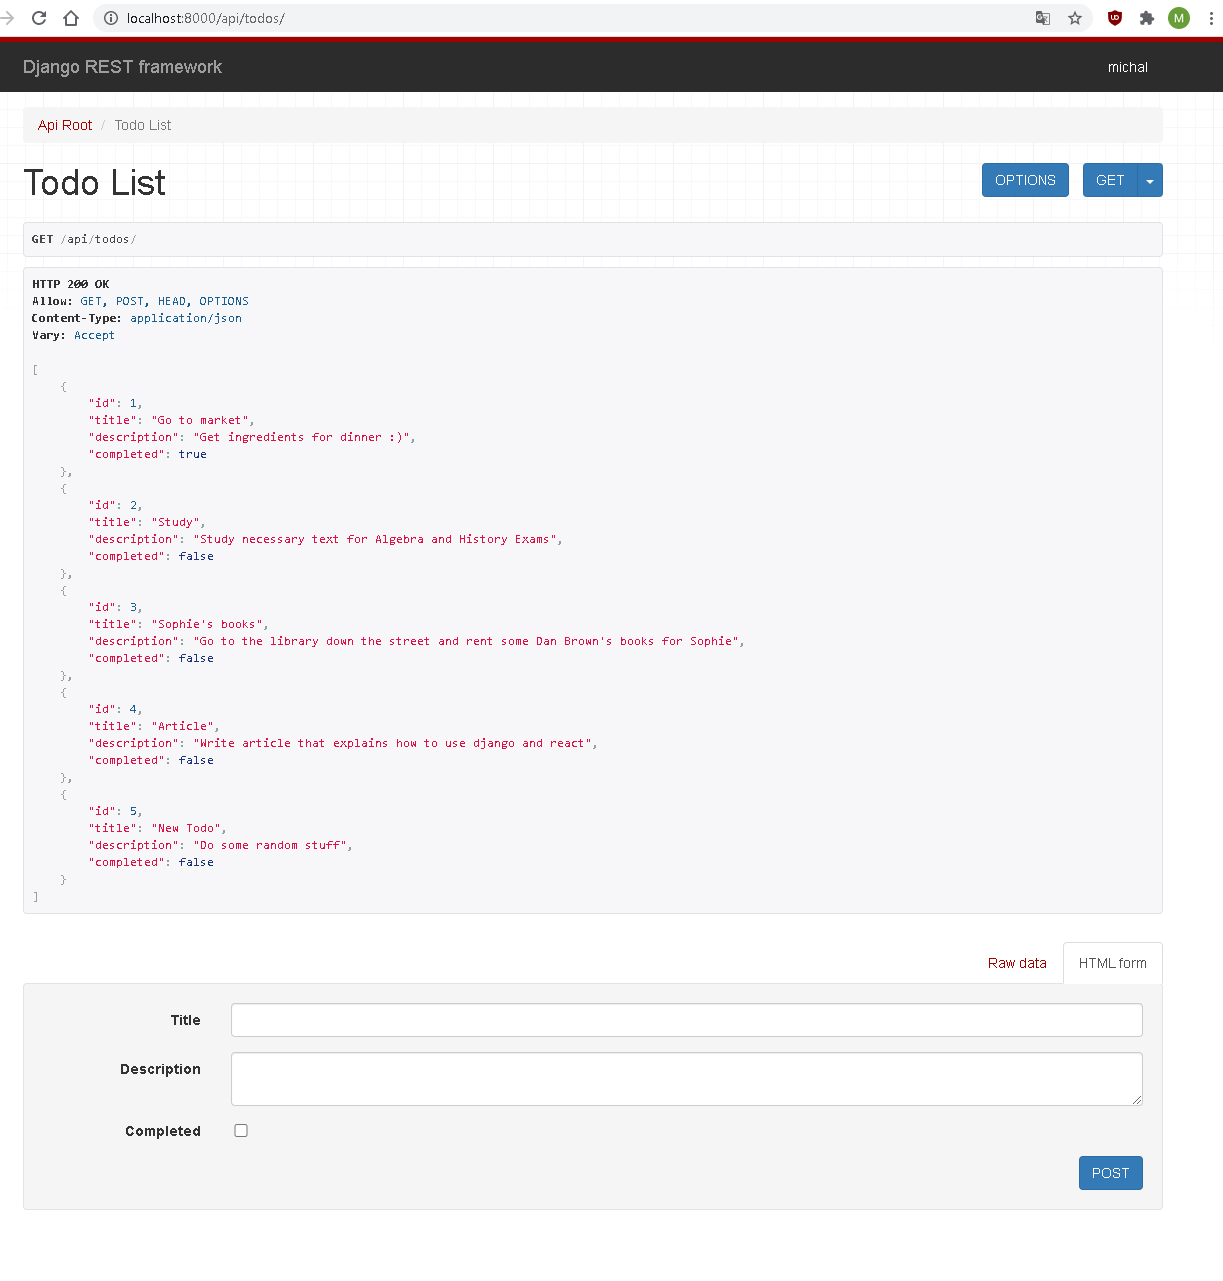 localhost:8000/api/todos/
M
Django REST framework
michal
Api Root / Todo List
Todo List
OPTIONS
GET
GET /api/todos/
HTTP 200 OK
Allow: GET, POST, HEAD, OPTIONS
Content-Type: application/json
Vary: Accept
[
    {
        "id": 1,
        "title": "Go to market",
        "description": "Get ingredients for dinner :)",
        "completed": true
    },
    {
        "id": 2,
        "title": "Study",
        "description": "Study necessary text for Algebra and History Exams",
        "completed": false
    },
    {
        "id": 3,
        "title": "Sophie's books",
        "description": "Go to the library down the street and rent some Dan Brown's books for Sophie",
        "completed": false
    },
    {
        "id": 4,
        "title": "Article",
        "description": "Write article that explains how to use django and react",
        "completed": false
    },
    {
        "id": 5,
        "title": "New Todo",
        "description": "Do some random stuff",
        "completed": false
    }
]
Raw data
HTML form
Title
Description
Completed
POST